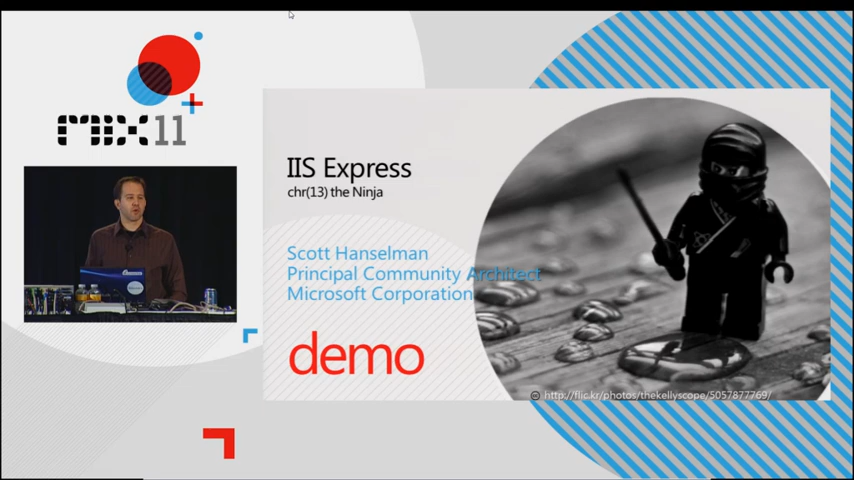 MIX11
IIS Express
chr(13) the Ninja
Scott Hanselman
Principal Community Architect
Microsoft Corporation
demo
© http://flic.kr/photos/thekellyscope/5057877769/